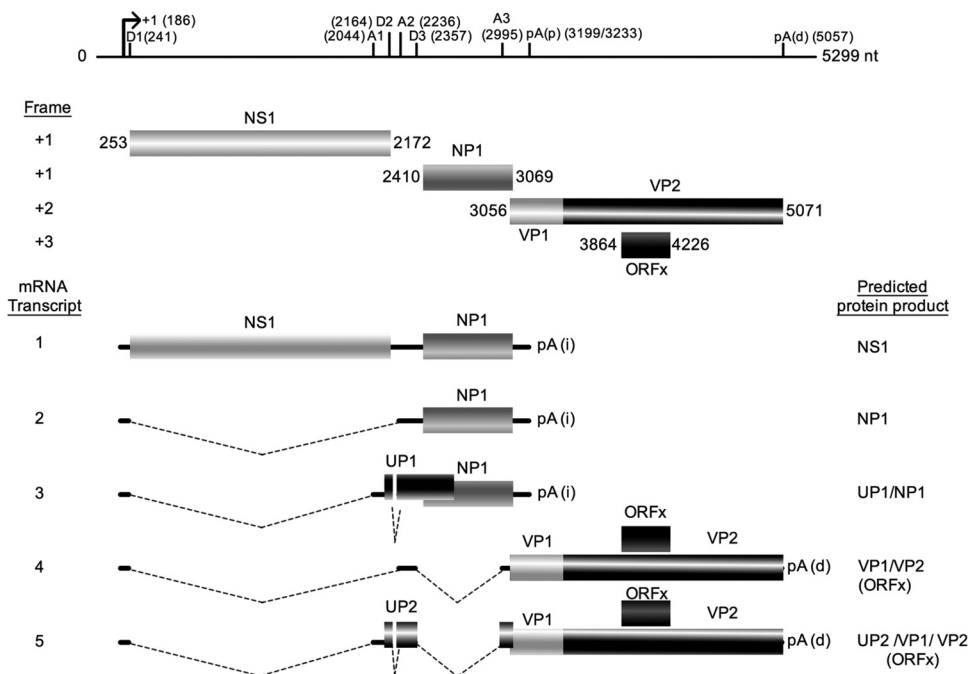 +1 (186)
(2164) D2 A2 (2236) A3
D1(241) (2044) A1 D3 (2357) (2995) pA(p) (3199/3233) pA(d) (5057)
0 5299 nt
Frame
NS1
+1 253 2172
NP1
+1 2410 3069
VP2
+2 3056 5071
VP1
+3 3864 4226
ORFx
mRNA
Transcript
Predicted
protein product
NS1 NP1
1 pA(i) NS1
NP1
2 pA(i) NP1
UP1 NP1
3 pA(i) UP1/NP1
ORFx
VP1 VP2
4 pA(d) VP1/VP2
(ORFx)
ORFx
UP2 VP1 VP2
5 pA(d) UP2 /VP1/ VP2
(ORFx)